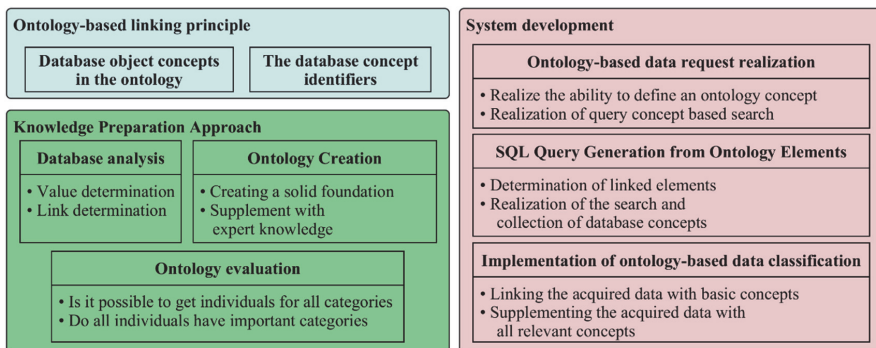 Ontology-based linking principle
Database object concepts
in the ontology
The database concept
identifiers
Knowledge Preparation Approach
Database analysis
• Value determination
• Link determination
Ontology Creation
• Creating a solid foundation
• Supplement with
expert knowledge
Ontology evaluation
• Is it possible to get individuals for all categories
• Do all individuals have important categories
System development
Ontology-based data request realization
• Realize the ability to define an ontology concept
• Realization of query concept based search
SQL Query Generation from Ontology Elements
• Determination of linked elements
• Realization of the search and
collection of database concepts
Implementation of ontology-based data classification
• Linking the acquired data with basic concepts
• Supplementing the acquired data with
all relevant concepts